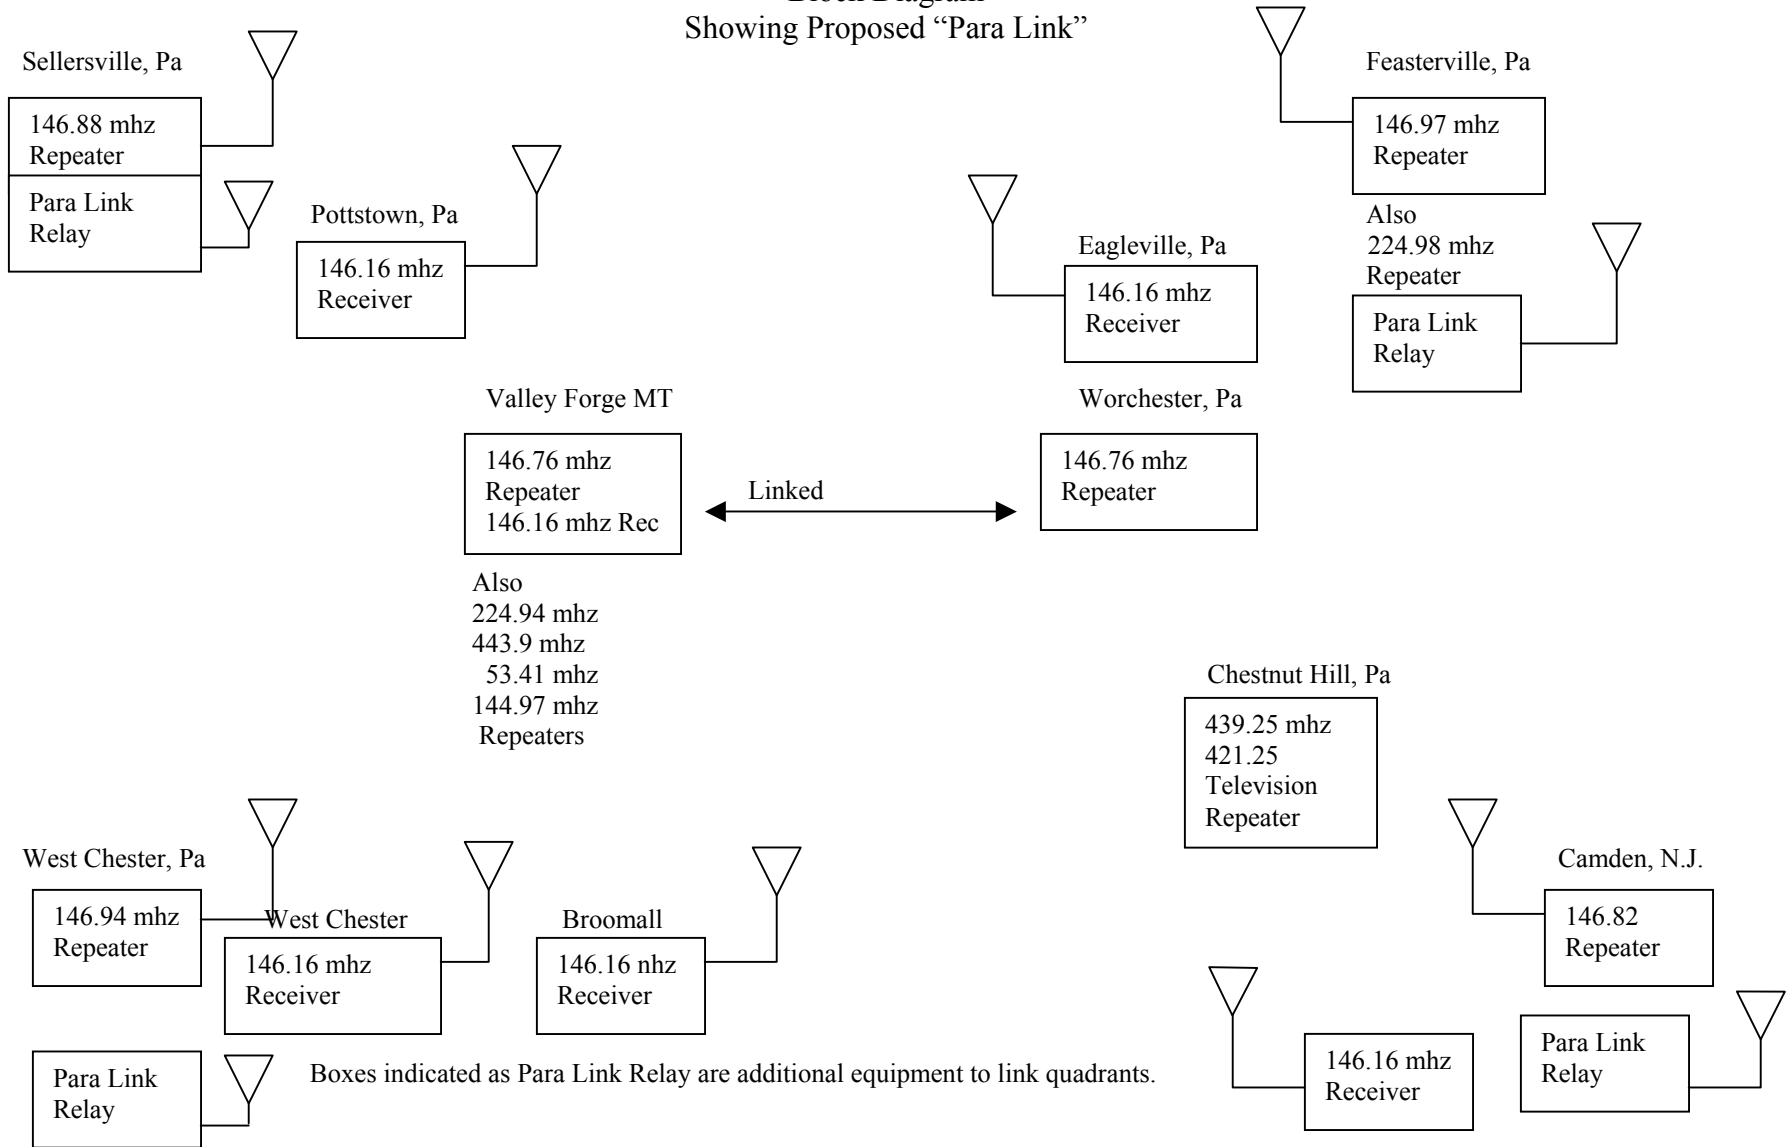 Block Diagram
Showing Proposed “Para Link”
Sellersville, Pa
146.88 mhz
Repeater
Para Link
Relay
Pottstown, Pa
146.16 mhz
Receiver
Feasterville, Pa
146.97 mhz
Repeater
Also
224.98 mhz
Repeater
Para Link
Relay
Eagleville, Pa
146.16 mhz
Receiver
Valley Forge MT
146.76 mhz
Repeater
146.16 mhz Rec
Linked
Worchester, Pa
146.76 mhz
Repeater
Also
224.94 mhz
443.9 mhz
53.41 mhz
144.97 mhz
Repeaters
Chestnut Hill, Pa
439.25 mhz
421.25
Television
Repeater
West Chester, Pa
146.94 mhz
Repeater
West Chester
146.16 mhz
Receiver
Broomall
146.16 nhz
Receiver
Camden, N.J.
146.82
Repeater
Para Link
Relay
Boxes indicated as Para Link Relay are additional equipment to link quadrants.
146.16 mhz
Receiver
Para Link
Relay